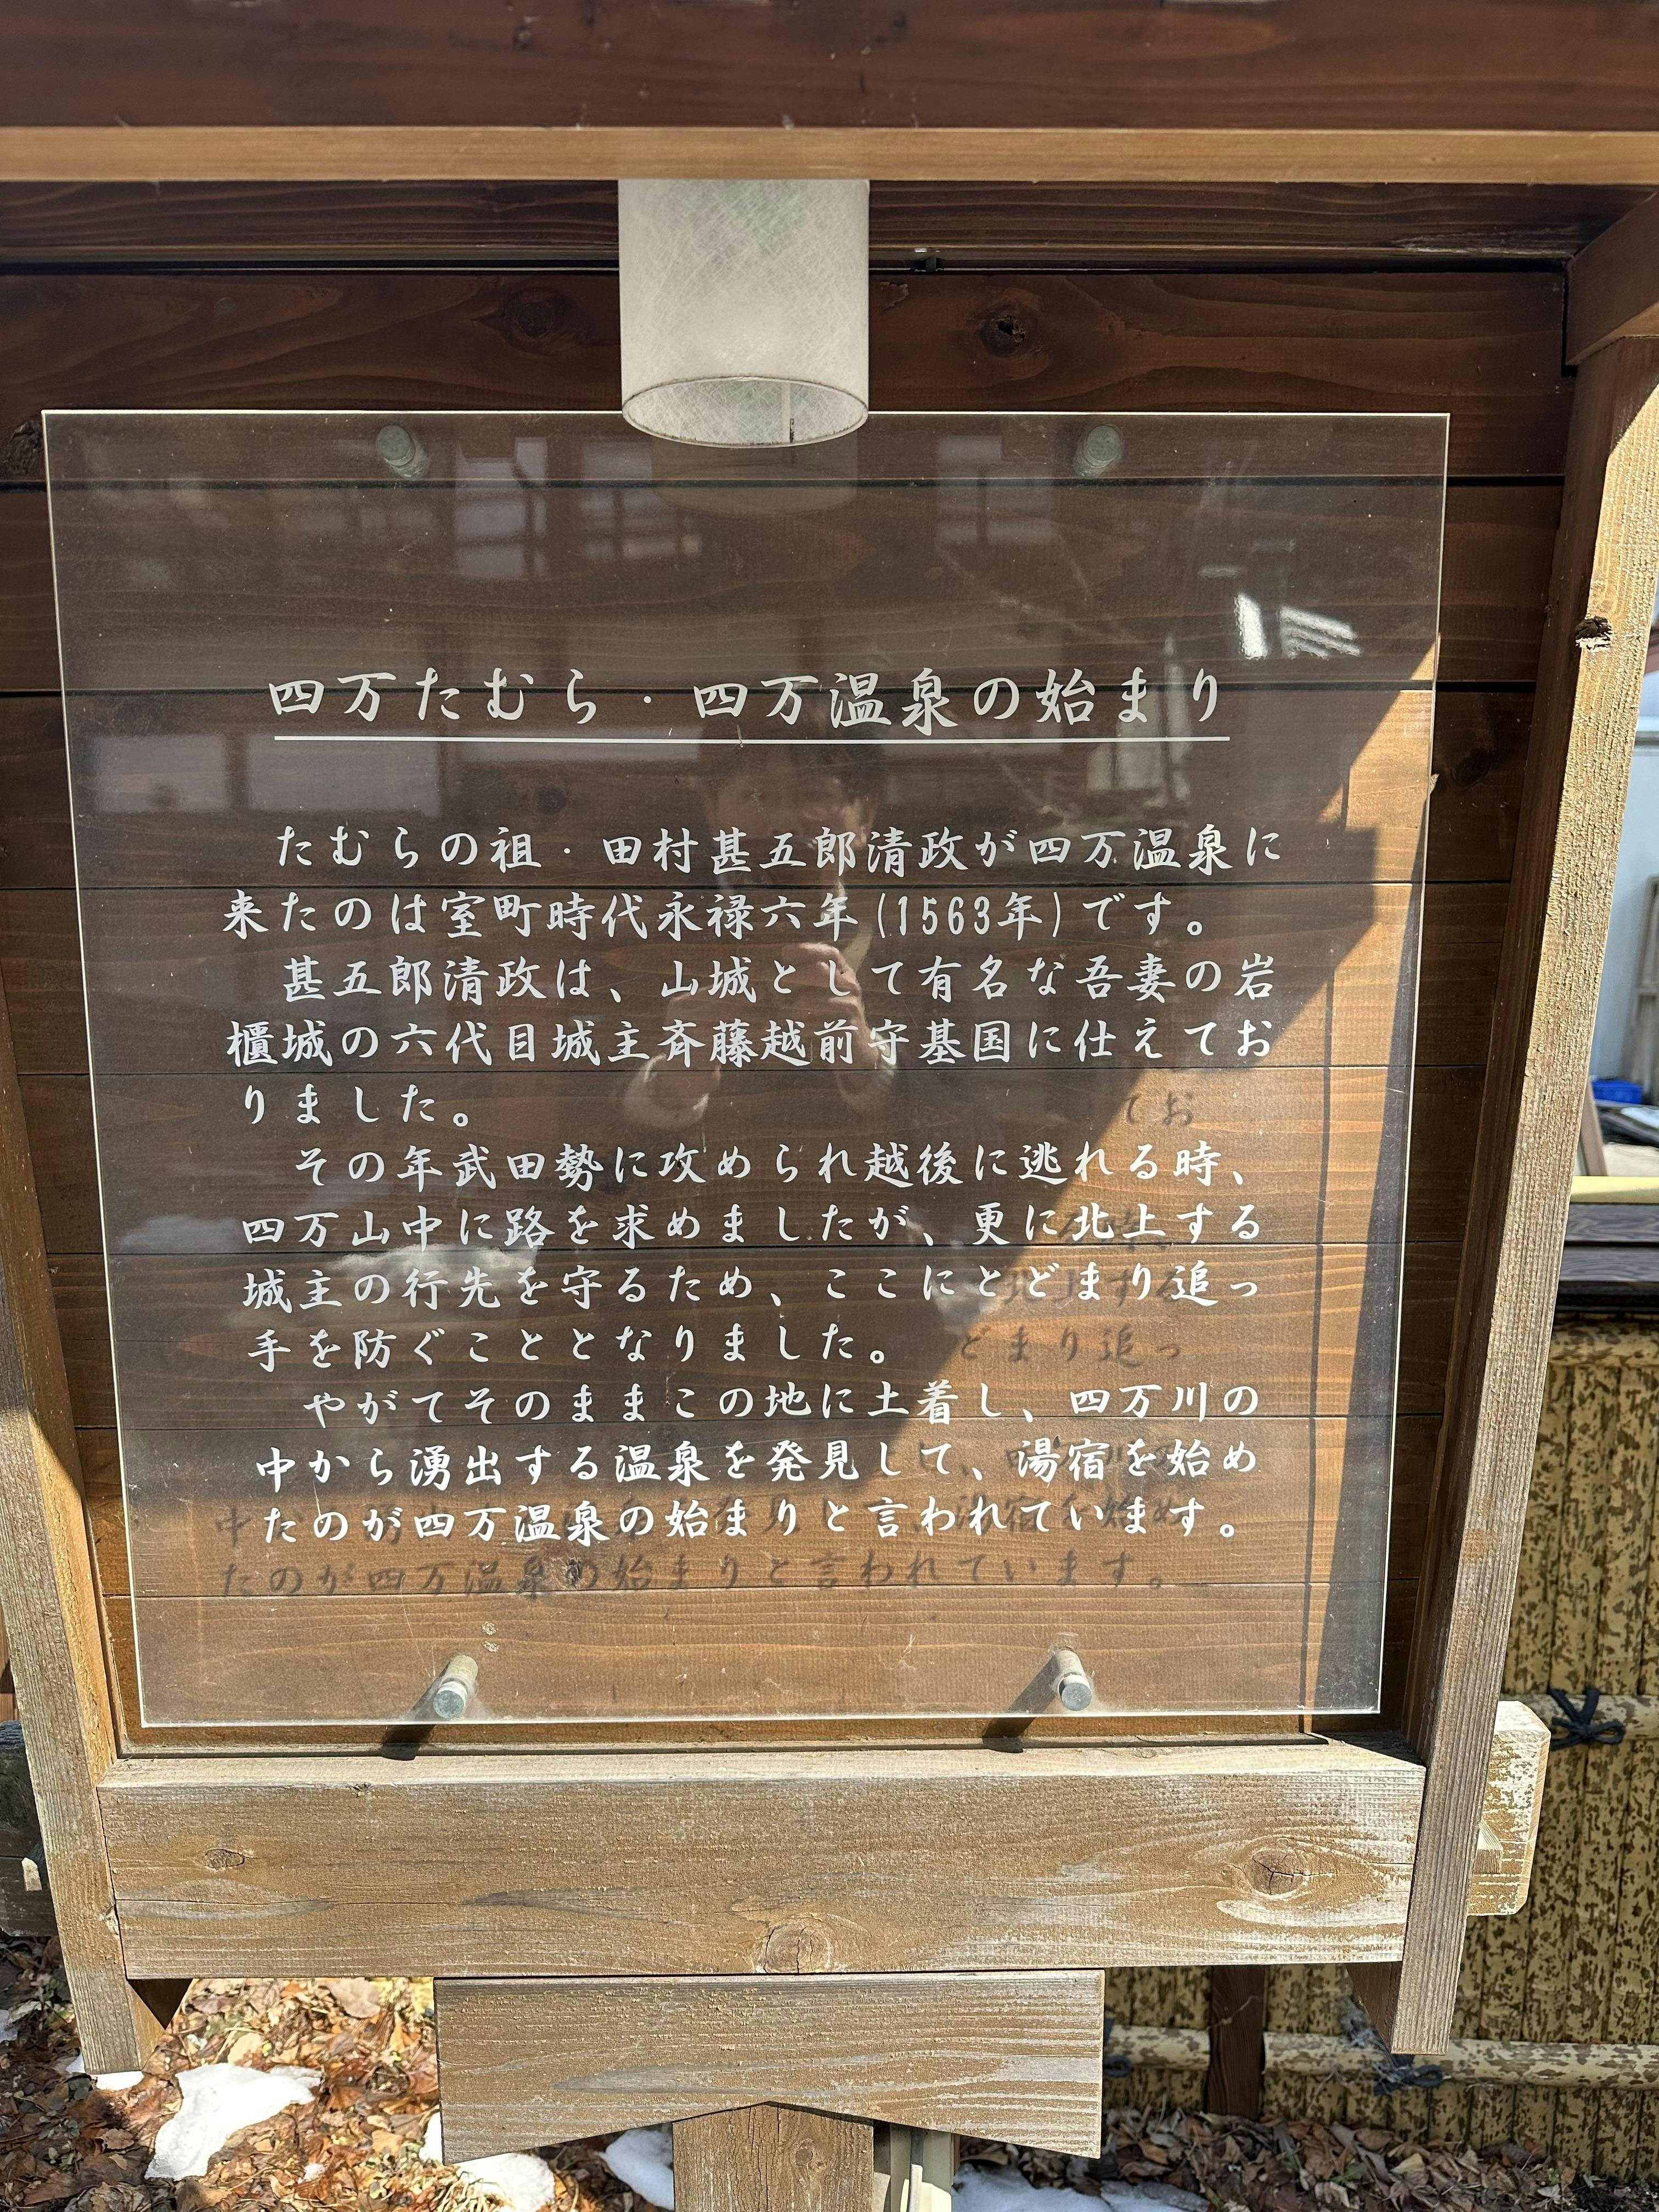 四万たむら・四万温泉の始まり
たむらの祖・田村甚五郎清政が四万温泉に
来たのは室町時代永禄六年(1563年)です。
甚五郎清政は、山城として有名な吾妻の岩
櫃城の六代目城主斉藤越前守基国に仕えてお
りました。
その年武田勢に攻められ越後に逃れる時、
四万山中に路を求めましたが、更に北上する
城主の行先を守るため、ここにとどまり追っ
手を防ぐこととなりました。
やがてそのままこの地に土着し、四万川の
中から湧出する温泉を発見して、湯宿を始め
たのが四万温泉の始まりと言われています。